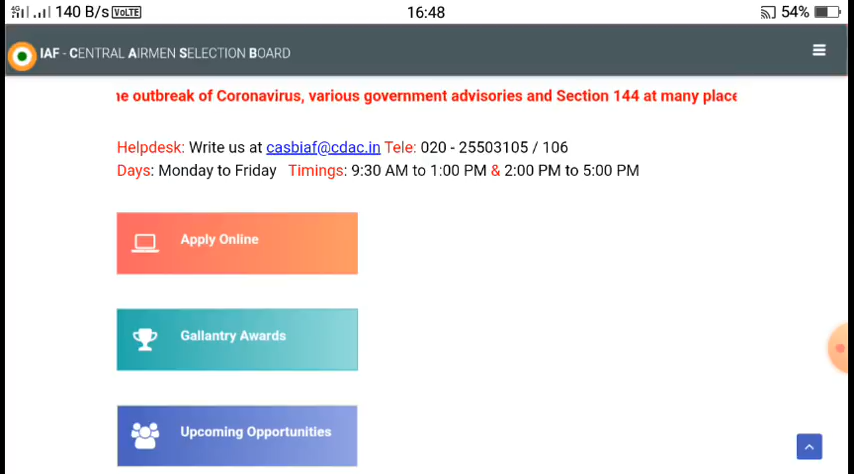 4G 140 B/s VoLTE 16:48 54%
IAF - CENTRAL AIRMEN SELECTION BOARD
outbreak of Coronavirus, various government advisories and Section 144 at many
Helpdesk: Write us at casbiaf@cdac.in Tele: 020 - 25503105 / 106
Days: Monday to Friday Timings: 9:30 AM to 1:00 PM & 2:00 PM to 5:00 PM
Apply Online
Gallantry Awards
Upcoming Opportunities